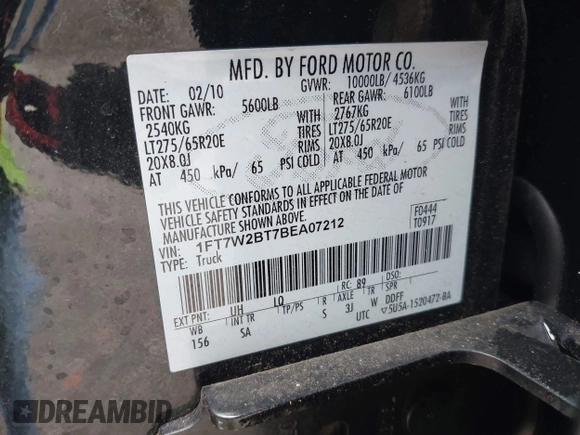 MFD. BY FORD MOTOR CO.
DATE: 02/10 GVWR: 10000LB/ 4536KG
FRONT GAWR: 5600LB REAR GAWR: 6100LB
2540KG WITH 2767KG WITH
LT275/65R20E TIRES LT275/65R20E TIRES
20X8.0J RIMS 20X8.0J RIMS
AT 450 kPa/ 65 PSI COLD AT 450 kPa/ 65 PSI COLD
THIS VEHICLE CONFORMS TO ALL APPLICABLE FEDERAL MOTOR
VEHICLE SAFETY STANDARDS IN EFFECT ON THE DATE OF
MANUFACTURE SHOWN ABOVE.
VIN: 1FT7W2BT7BEA07212 F0444
TYPE: Truck T0917
EXT PNT: UH LQ RC: 89 DSO:
WB INT TR TP/PS R AXLE TR SPR
156 SA S 3J W DDFF
UTC ▽5U5A-1520472-BA
DREAMBID